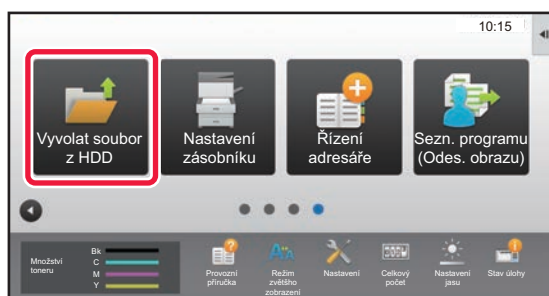 10:15
Vyvolat soubor
z HDD
Nastavení
zásobníku
Řízení
adresáře
Sezn. programu
(Odes. obrazu)
Množství
toneru
Bk
C
M
Y
Provozní
příručka
Režim
zvětšo
zobrazení
Nastavení
Celkový
počet
Nastavení
jasu
Stav úlohy